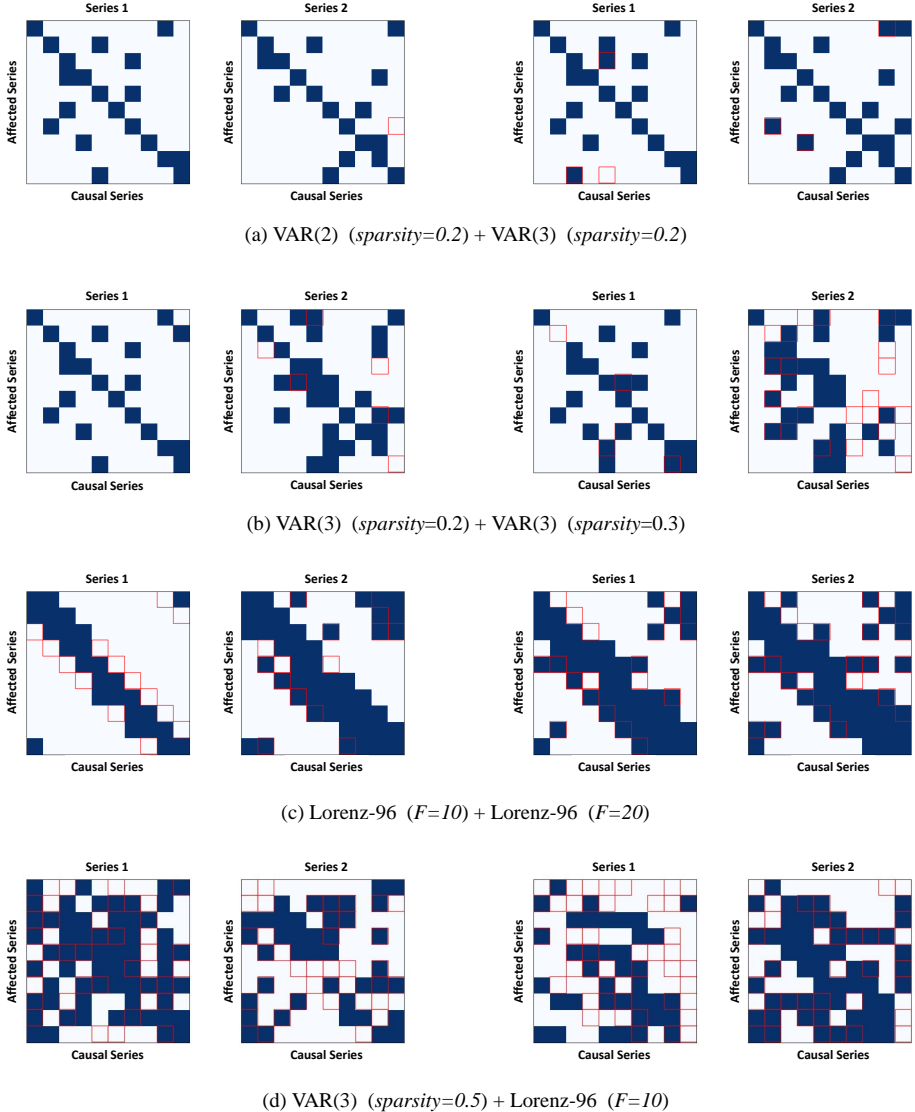 Series 1 Series 2 Series 1 Series 2
Affected Series Affected Series Affected Series Affected Series
Causal Series Causal Series Causal Series Causal Series
(a) VAR(2) (sparsity=0.2) + VAR(3) (sparsity=0.2)
Series 1 Series 2 Series 1 Series 2
Affected Series Affected Series Affected Series Affected Series
Causal Series Causal Series Causal Series Causal Series
(b) VAR(3) (sparsity=0.2) + VAR(3) (sparsity=0.3)
Series 1 Series 2 Series 1 Series 2
Affected Series Affected Series Affected Series Affected Series
Causal Series Causal Series Causal Series Causal Series
(c) Lorenz-96 (F=10) + Lorenz-96 (F=20)
Series 1 Series 2 Series 1 Series 2
Affected Series Affected Series Affected Series Affected Series
Causal Series Causal Series Causal Series Causal Series
(d) VAR(3) (sparsity=0.5) + Lorenz-96 (F=10)